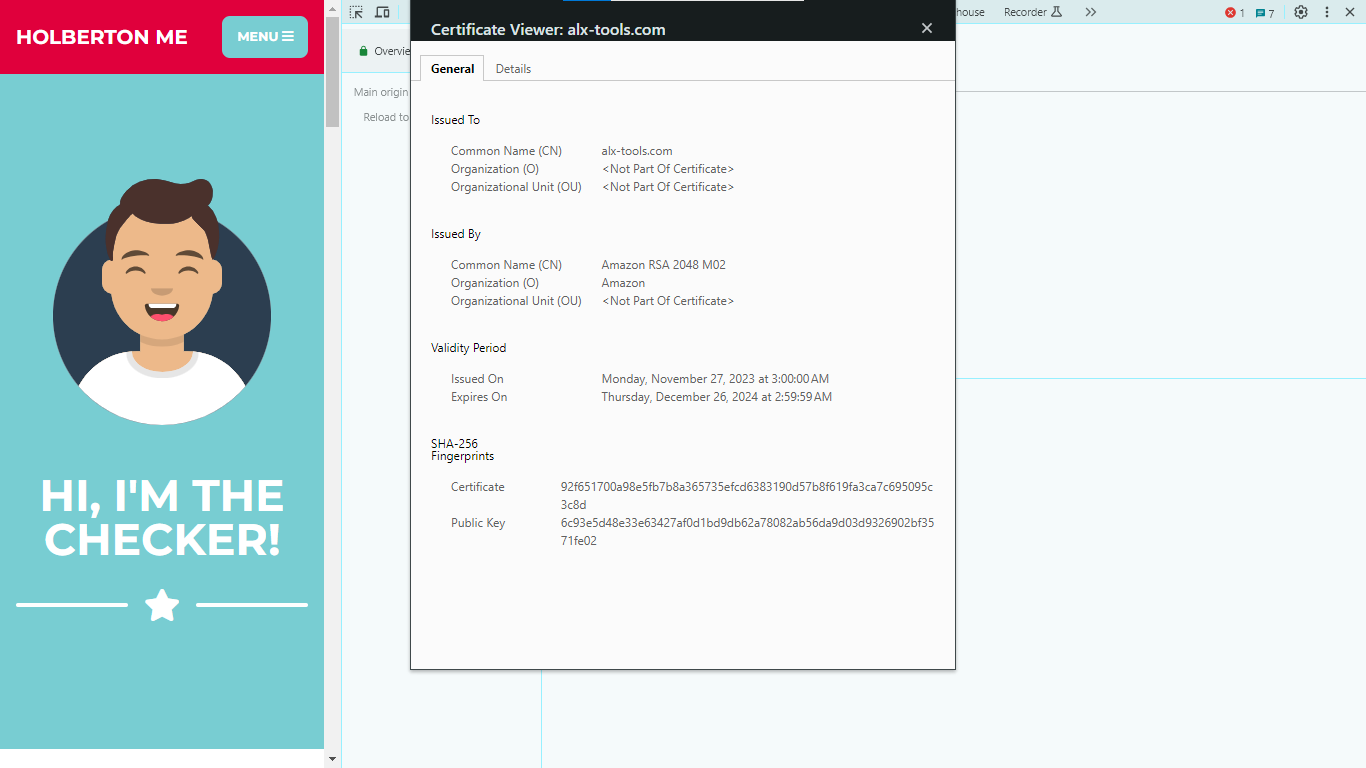 HOLBERTON ME
MENU
HI, I'M THE
CHECKER!
Main origin
Reload to
house
Recorder
1
7
Certificate Viewer: alx-tools.com
General
Details
Issued To
Common Name (CN) alx-tools.com
Organization (O) <Not Part Of Certificate>
Organizational Unit (OU) <Not Part Of Certificate>
Issued By
Common Name (CN) Amazon RSA 2048 M02
Organization (O) Amazon
Organizational Unit (OU) <Not Part Of Certificate>
Validity Period
Issued On Monday, November 27, 2023 at 3:00:00 AM
Expires On Thursday, December 26, 2024 at 2:59:59 AM
SHA-256
Fingerprints
Certificate 92f651700a98e5fb7b8a365735efcd6383190d57b8f619fa3ca7c695095c
3c8d
Public Key 6c93e5d48e33e63427af0d1bd9db62a78082ab56da9d03d9326902bf35
71fe02